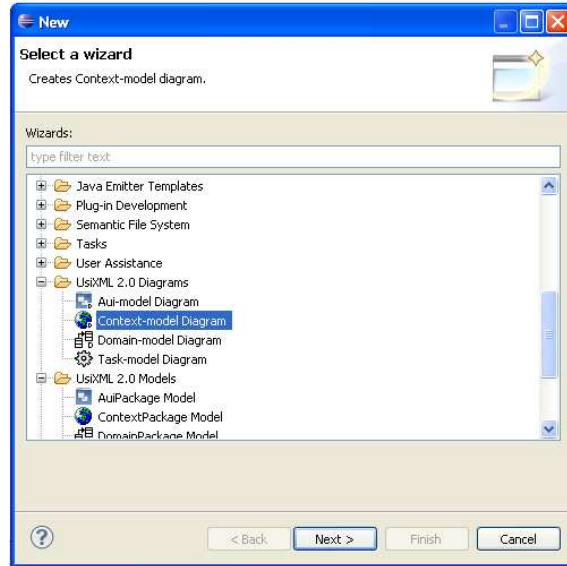 New
Select a wizard
Creates Context-model diagram.
Wizards:
type filter text
Java Emitter Templates
Plug-in Development
Semantic File System
Tasks
User Assistance
UsiXML 2.0 Diagrams
Aui-model Diagram
Context-model Diagram
Domain-model Diagram
Task-model Diagram
UsiXML 2.0 Models
AuiPackage Model
ContextPackage Model
DomainPackage Model
< Back Next > Finish Cancel